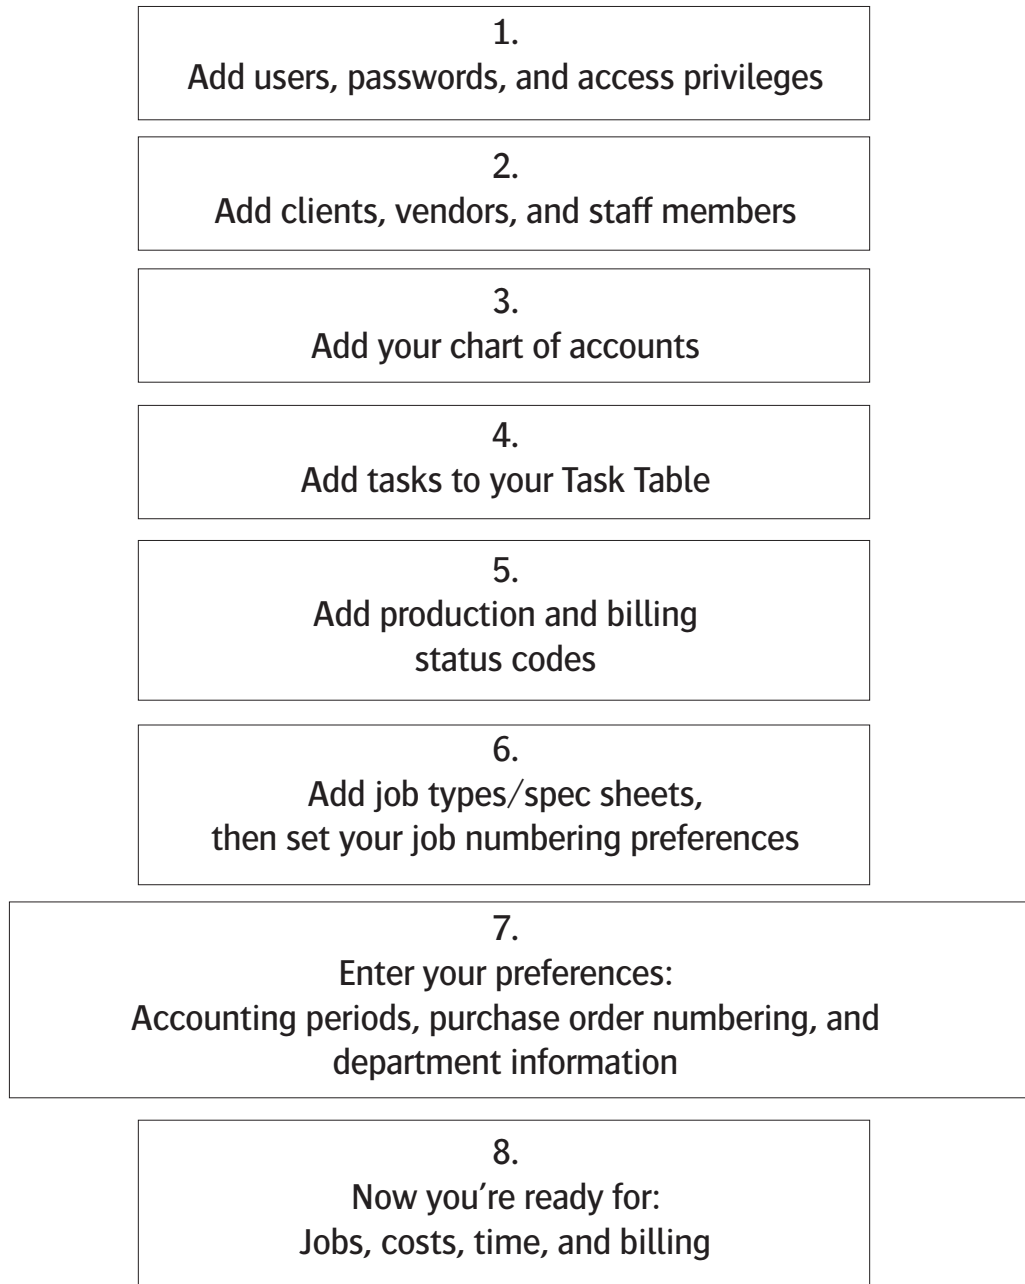 1.
Add users, passwords, and access privileges
2.
Add clients, vendors, and staff members
3.
Add your chart of accounts
4.
Add tasks to your Task Table
5.
Add production and billing
status codes
6.
Add job types/spec sheets,
then set your job numbering preferences
7.
Enter your preferences:
Accounting periods, purchase order numbering, and
department information
8.
Now you’re ready for:
Jobs, costs, time, and billing